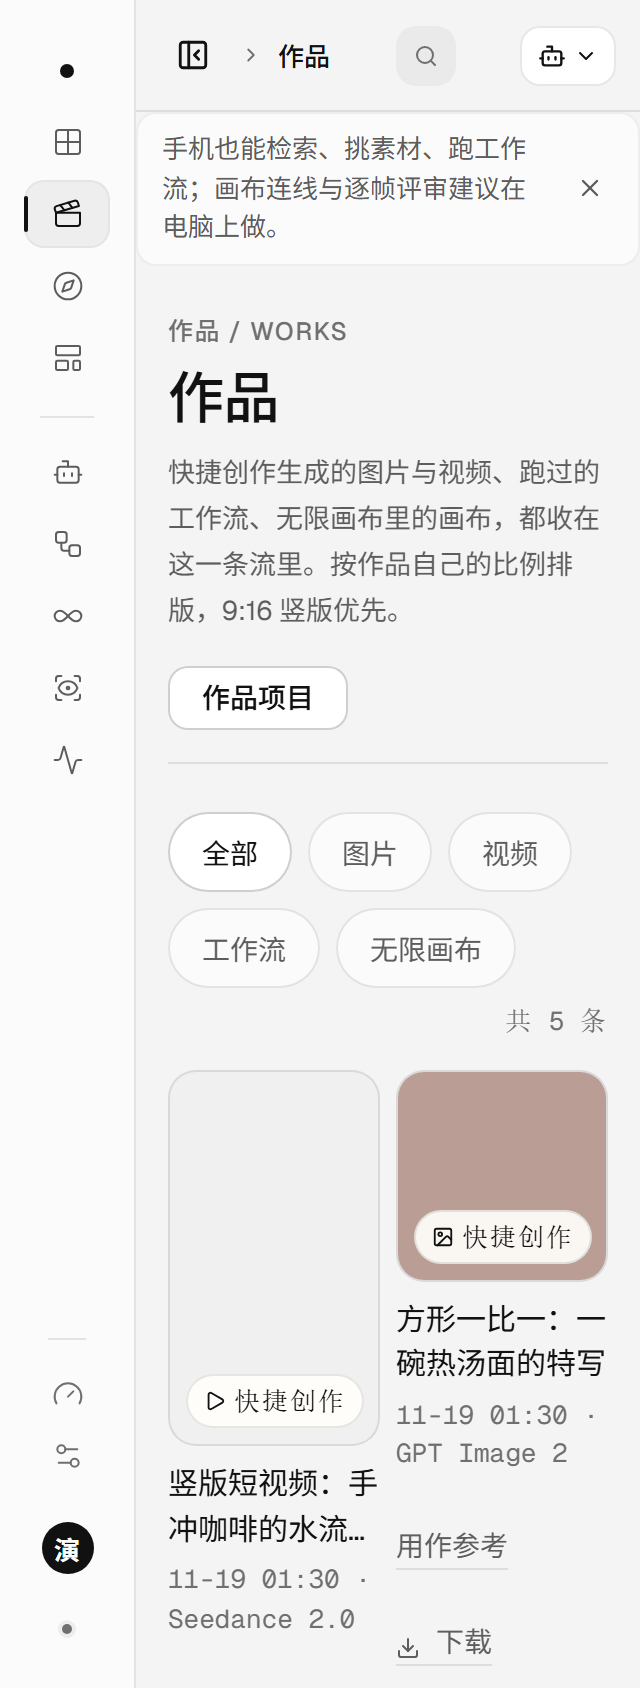 作品
手机也能检索、挑素材、跑工作
流；画布连线与逐帧评审建议在
电脑上做。
作品 / WORKS
作品
快捷创作生成的图片与视频、跑过的
工作流、无限画布里的画布，都收在
这一条流里。按作品自己的比例排
版，9:16 竖版优先。
作品项目
全部
图片
视频
工作流
无限画布
共 5 条
快捷创作
竖版短视频：手
冲咖啡的水流…
11-19 01:30 ·
Seedance 2.0
快捷创作
方形一比一：一
碗热汤面的特写
11-19 01:30 ·
GPT Image 2
用作参考
下载
演